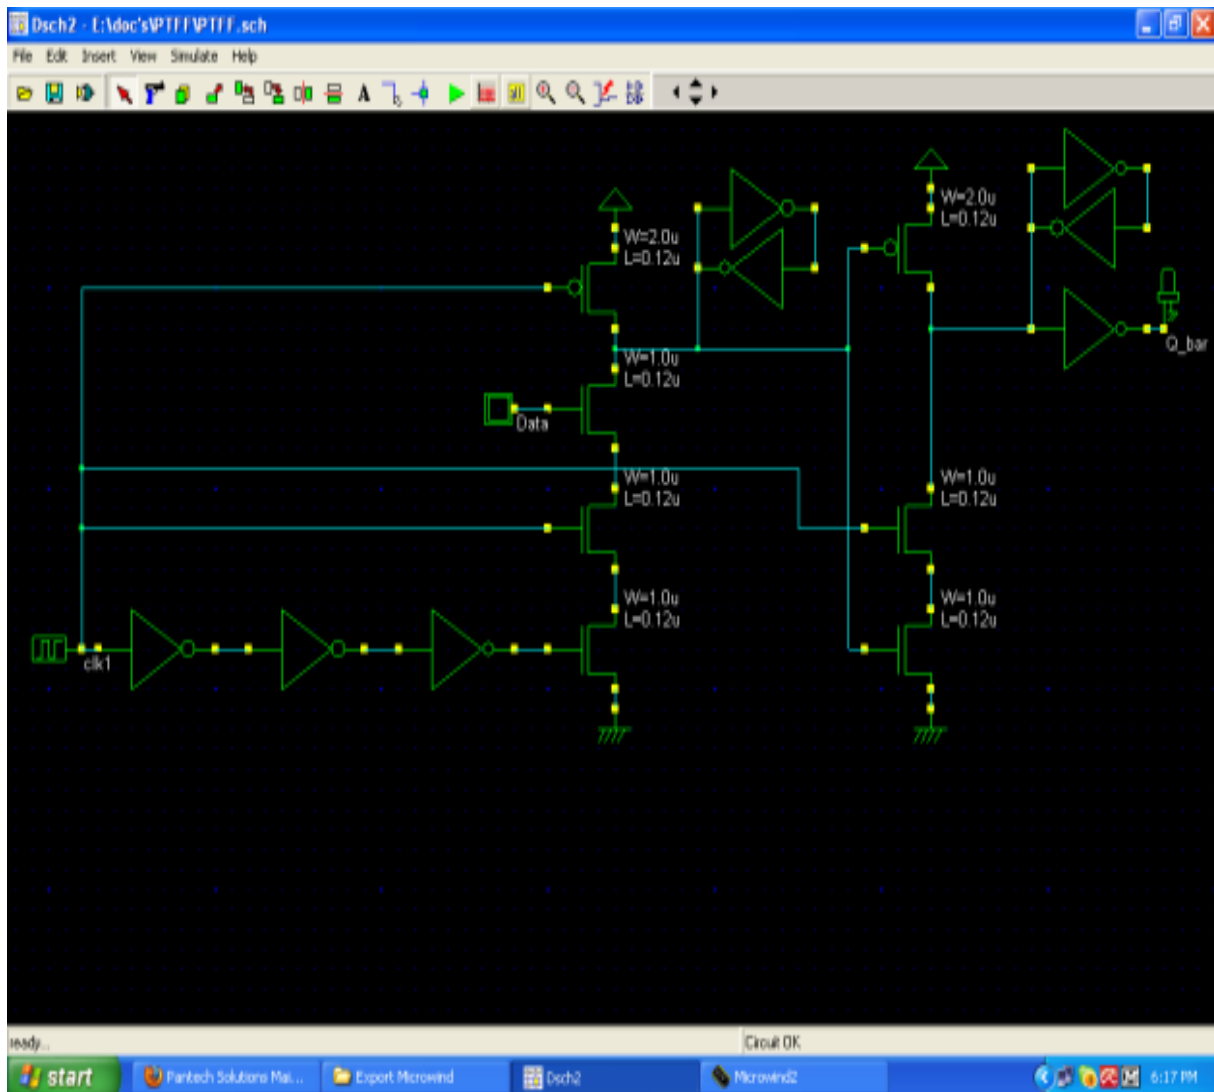 Dsch2 - L:\doc's\PTFF\PTFF.sch
File Edit Insert View Simulate Help
W=2.0u
L=0.12u
W=2.0u
L=0.12u
Q_bar
W=1.0u
L=0.12u
Data
W=1.0u
L=0.12u
W=1.0u
L=0.12u
W=1.0u
L=0.12u
W=1.0u
L=0.12u
clk1
ready...
Circuit OK
start
Pantech Solutions Mai...
Export Microwind
Dsch2
Microwind2
6:17 PM